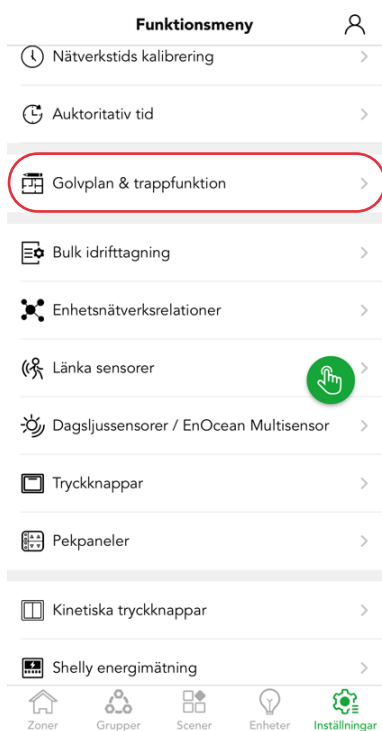 Funktionsmeny
Nätverkstids kalibrering
Auktoritativ tid
Golvplan & trappfunktion
Bulk idrifttagning
Enhetsnätverksrelationer
Länka sensorer
Dagsljussensorer / EnOcean Multisensor
Tryckknappar
Pekpaneler
Kinetiska tryckknappar
Shelly energimätning
Zoner Grupper Scener Enheter Inställningar